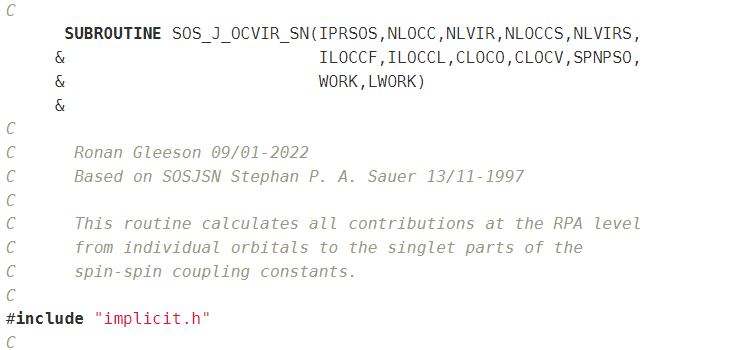 C
      SUBROUTINE SOS_J_OCVIR_SN(IPRSOS,NLOCC,NLVIR,NLOCCS,NLVIRS,
     &                          ILOCCF,ILOCCL,CLOCO,CLOCV,SPNPSO,
     &                          WORK,LWORK)
     &
C
C      Ronan Gleeson 09/01-2022
C      Based on SOSJSN Stephan P. A. Sauer 13/11-1997
C
C      This routine calculates all contributions at the RPA level
C      from individual orbitals to the singlet parts of the
C      spin-spin coupling constants.
C
#include "implicit.h"
C